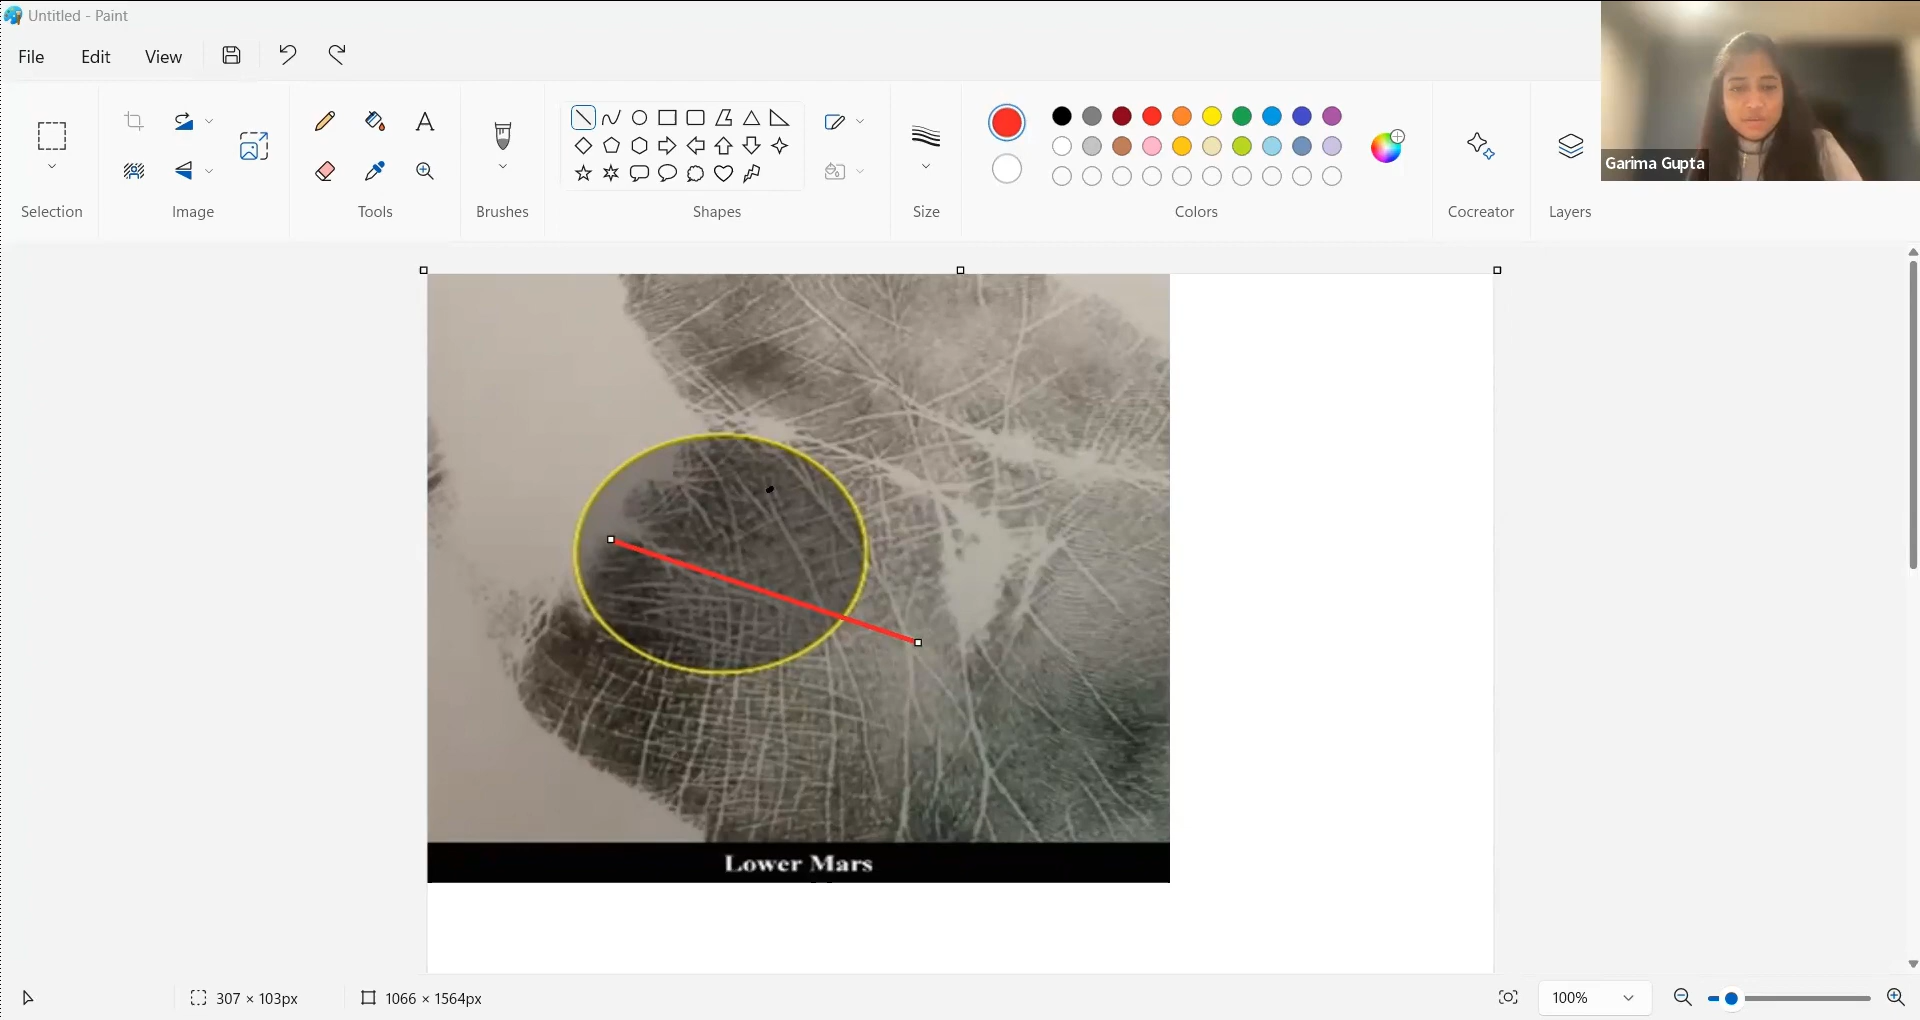 Untitled - Paint
File Edit View
Garima Gupta
Selection Image Tools Brushes Shapes Size Colors Cocreator Layers
Lower Mars
307 × 103px 1066 × 1564px 100%